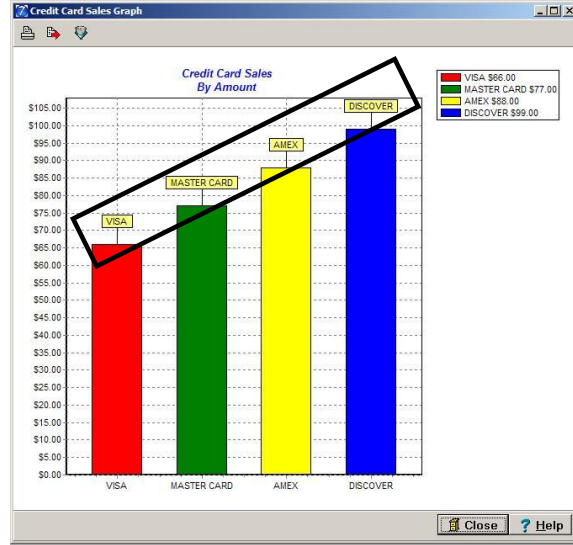 Credit Card Sales Graph
Credit Card Sales
By Amount
VISA $66.00
MASTER CARD $77.00
AMEX $88.00
DISCOVER $99.00
$105.00
$100.00
$95.00
$90.00
$85.00
$80.00
$75.00
$70.00
$65.00
$60.00
$55.00
$50.00
$45.00
$40.00
$35.00
$30.00
$25.00
$20.00
$15.00
$10.00
$5.00
$0.00
DISCOVER
AMEX
MASTER CARD
VISA
VISA MASTER CARD AMEX DISCOVER
Close ? Help